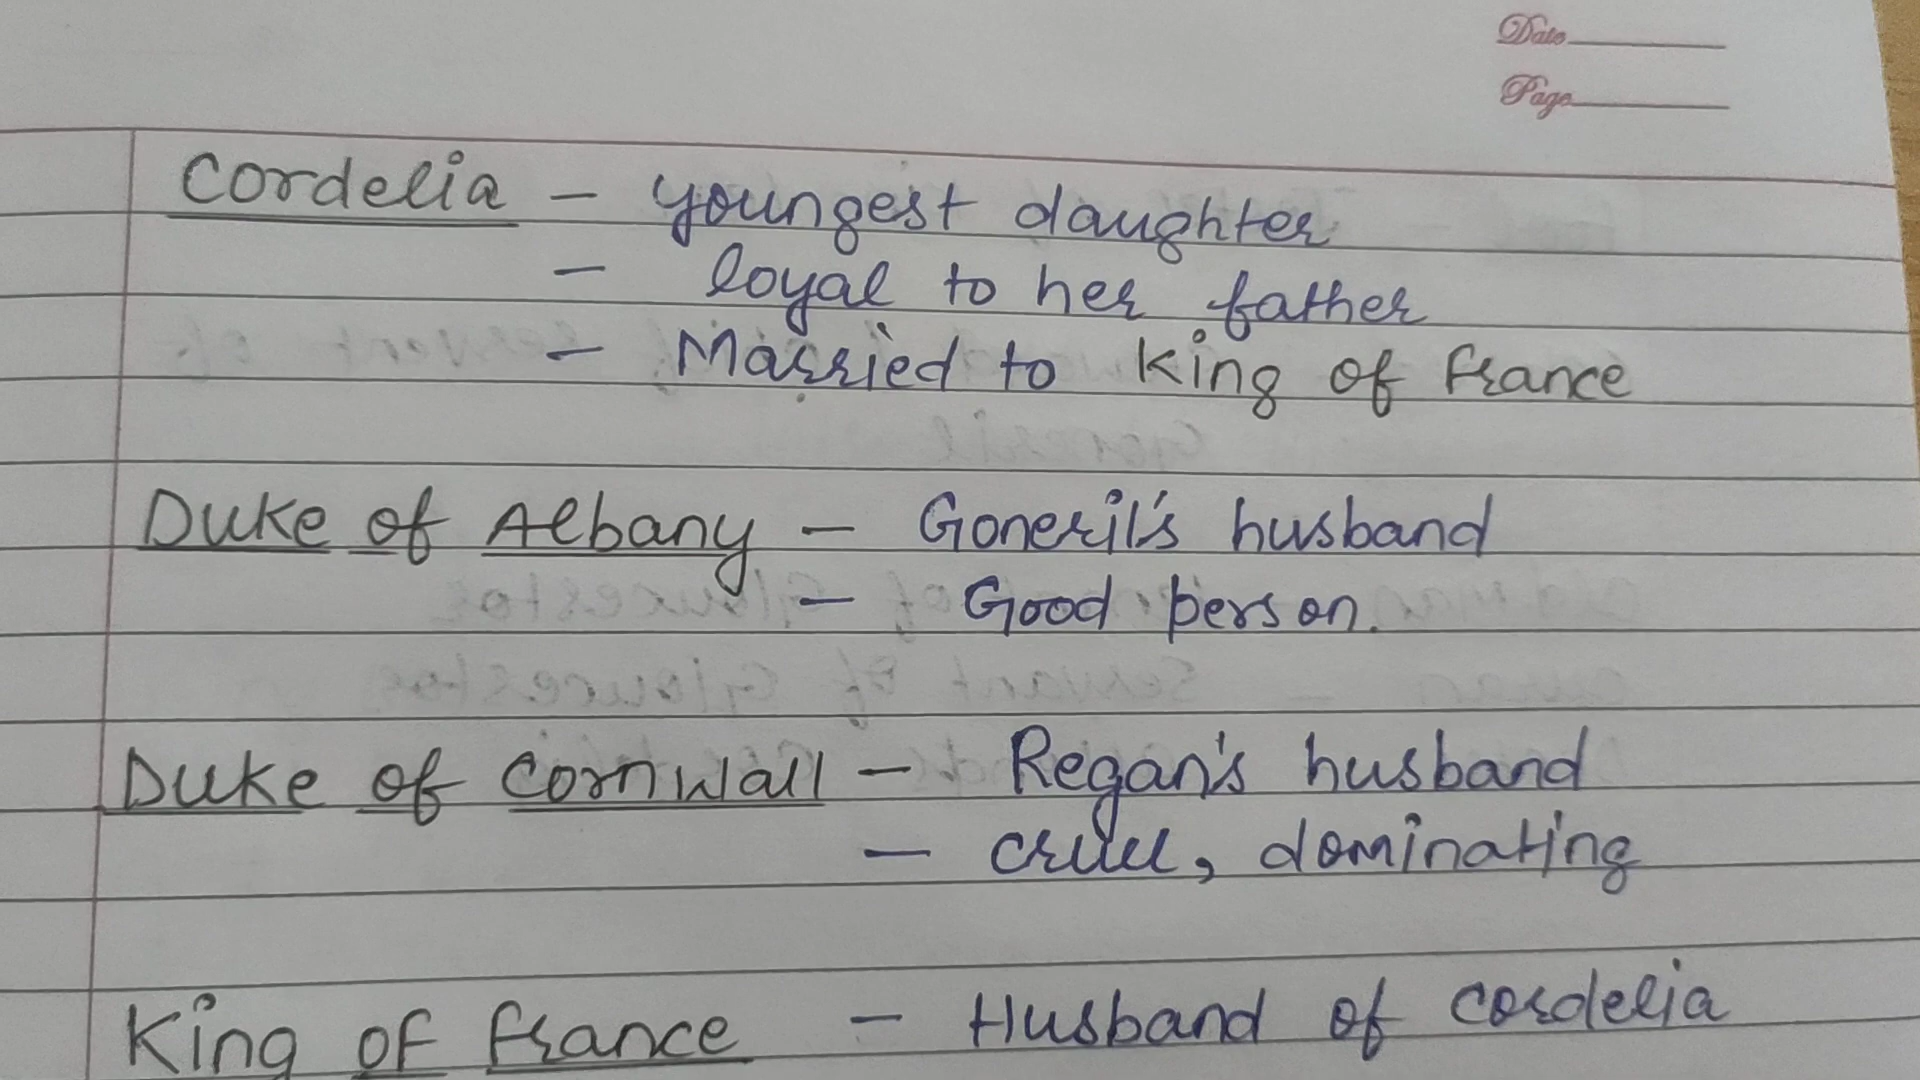 Date
Page
Cordelia - youngest daughter
- loyal to her father
- Married to king of france
Duke of Albany - Goneril's husband
- Good person.
Duke of Cornwall - Regan's husband
- cruel, dominating
King of france - Husband of cordelia